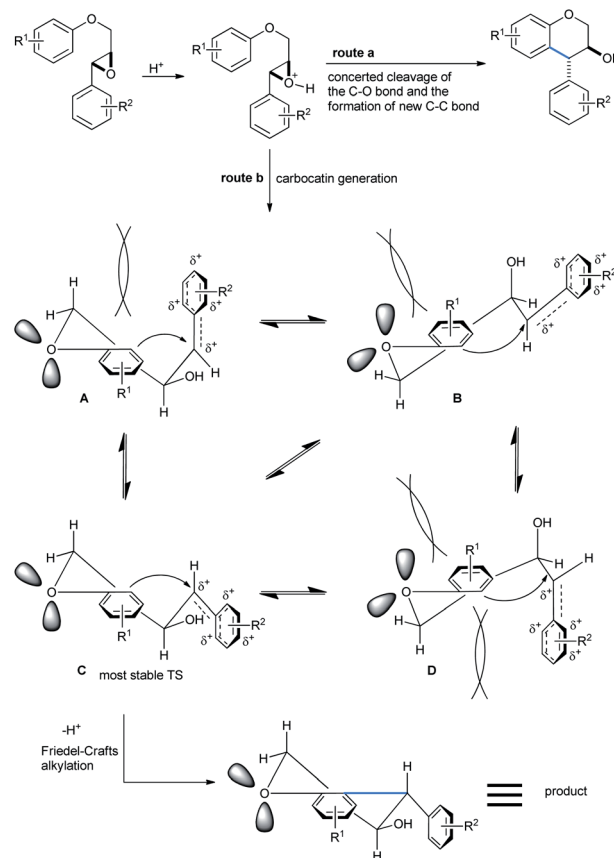 O
R¹
O
R²
H⁺
O
R¹
O⁺
H
R²
route a
concerted cleavage of
the C-O bond and the
formation of new C-C bond
O
R¹
OH
R²
route b
carbocatin generation
H
H
δ⁺
R²
δ⁺
δ⁺
O
δ⁺
OH
H
R¹
H
A
OH
δ⁺
R²
R¹
H
δ⁺
δ⁺
O
δ⁺
H
H
H
B
H
H
H
δ⁺
δ⁺
O
OH
R²
R¹
δ⁺
δ⁺
H
C most stable TS
OH
R¹
H
H
O
δ⁺
H
H
δ⁺
δ⁺
R²
δ⁺
D
-H⁺
Friedel-Crafts
alkylation
H
H
H
O
OH
R²
R¹
H
product